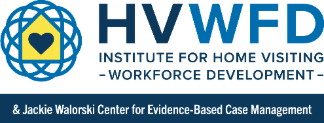 HVWFD
INSTITUTE FOR HOME VISITING
-WORKFORCE DEVELOPMENT-
& Jackie Walorski Center for Evidence-Based Case Management